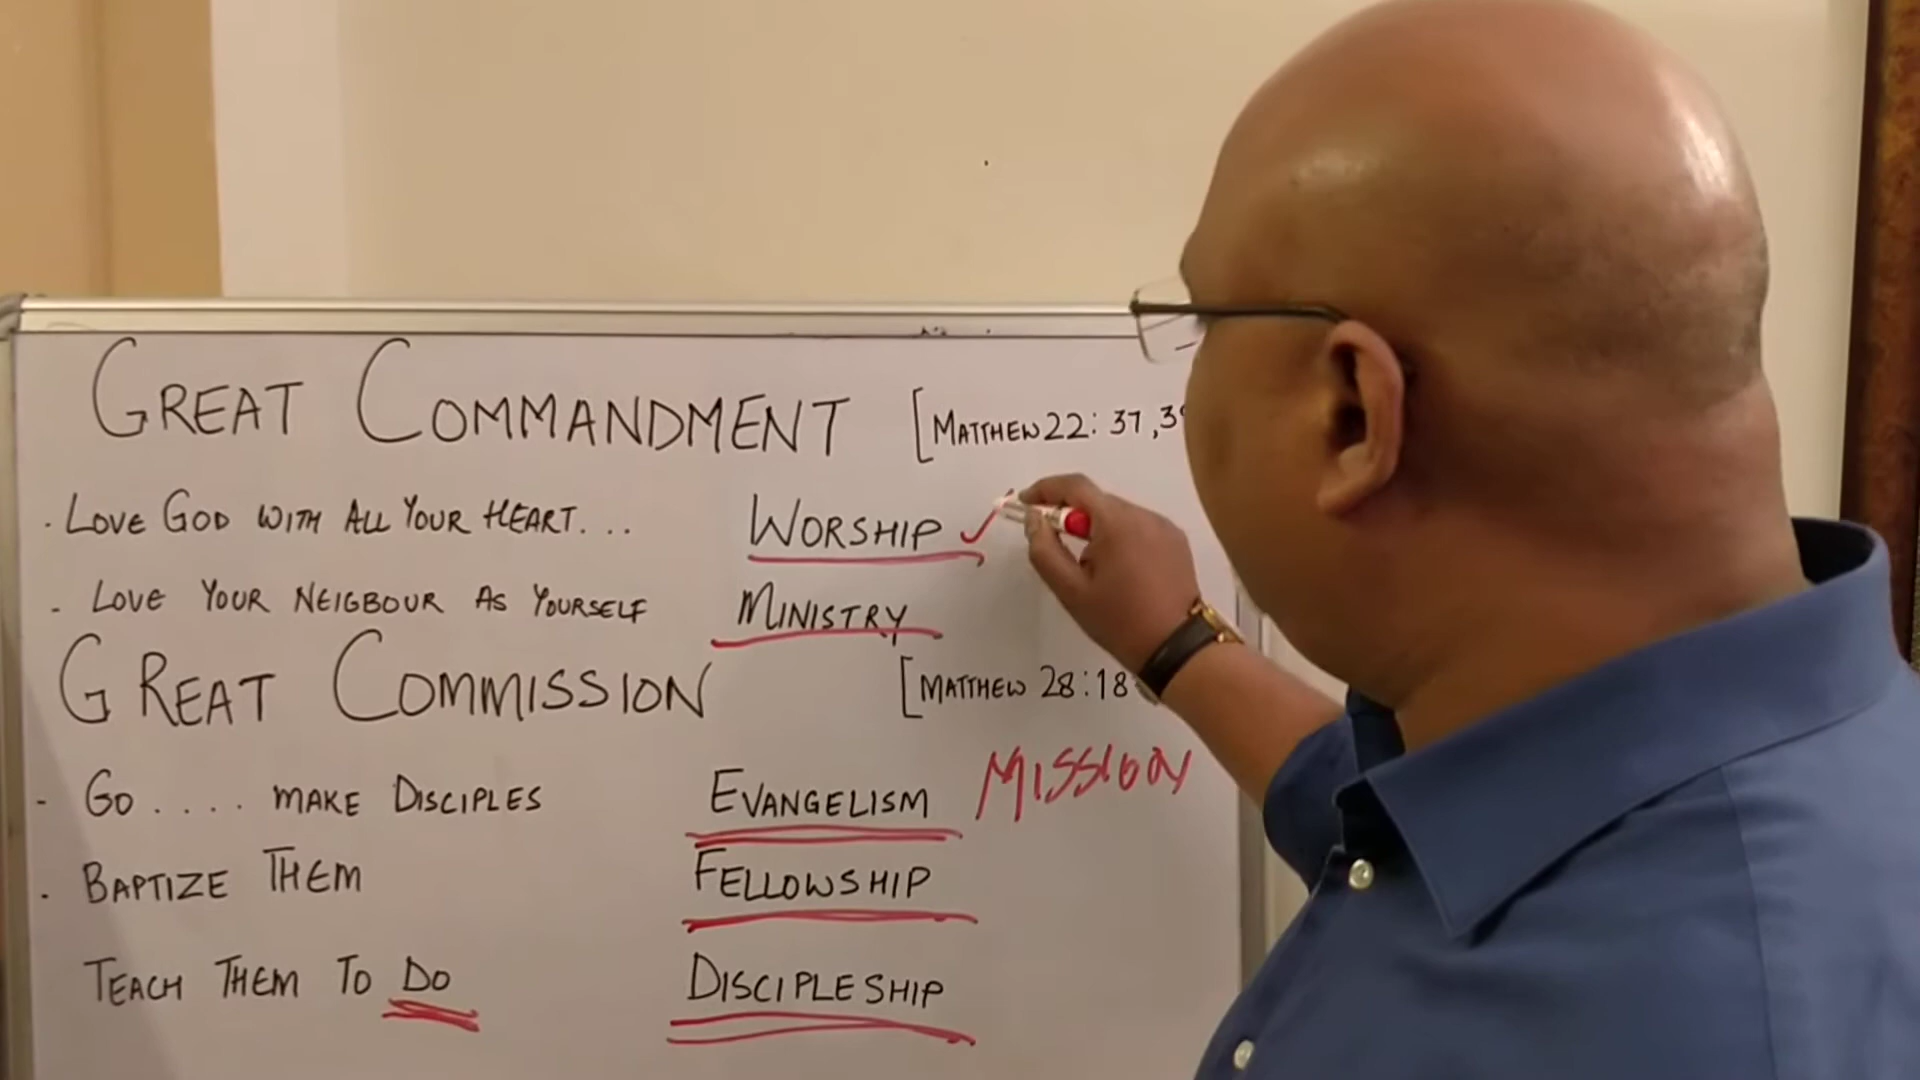 GREAT COMMANDMENT [MATTHEW 22: 37,39
· LOVE GOD WITH ALL YOUR HEART... WORSHIP
- LOVE YOUR NEIGBOUR AS YOURSELF MINISTRY
GREAT COMMISSION [MATTHEW 28:18
- GO .... MAKE DISCIPLES EVANGELISM MISSION
· BAPTIZE THEM FELLOWSHIP
TEACH THEM TO DO DISCIPLESHIP